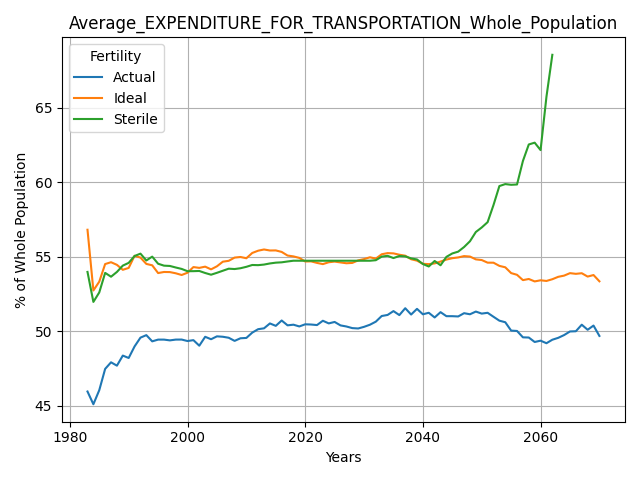 Average_EXPENDITURE_FOR_TRANSPORTATION_Whole_Population
Fertility
Actual
Ideal
Sterile
% of Whole Population
65
60
55
50
45
1980
2000
2020
2040
2060
Years